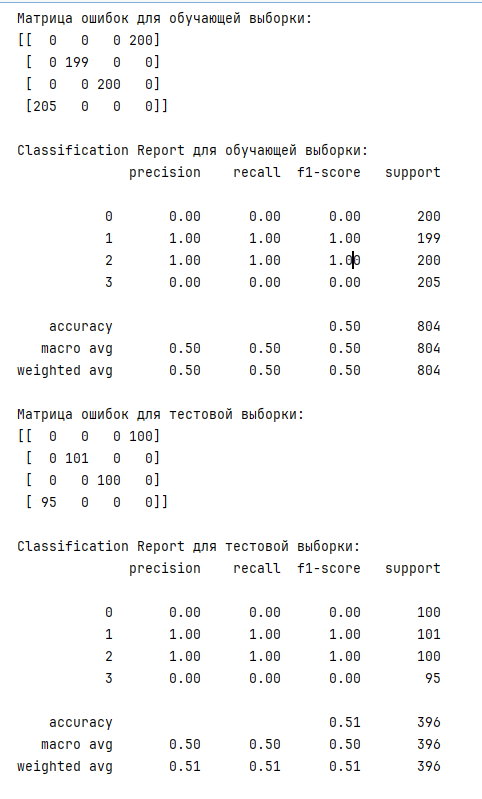 Матрица ошибок для обучающей выборки:
[[  0   0   0 200]
 [  0 199   0   0]
 [  0   0 200   0]
 [205   0   0   0]]
Classification Report для обучающей выборки:
              precision    recall  f1-score   support
           0       0.00      0.00      0.00       200
           1       1.00      1.00      1.00       199
           2       1.00      1.00      1.00       200
           3       0.00      0.00      0.00       205
    accuracy                           0.50       804
   macro avg       0.50      0.50      0.50       804
weighted avg       0.50      0.50      0.50       804
Матрица ошибок для тестовой выборки:
[[  0   0   0 100]
 [  0 101   0   0]
 [  0   0 100   0]
 [ 95   0   0   0]]
Classification Report для тестовой выборки:
              precision    recall  f1-score   support
           0       0.00      0.00      0.00       100
           1       1.00      1.00      1.00       101
           2       1.00      1.00      1.00       100
           3       0.00      0.00      0.00        95
    accuracy                           0.51       396
   macro avg       0.50      0.50      0.50       396
weighted avg       0.51      0.51      0.51       396